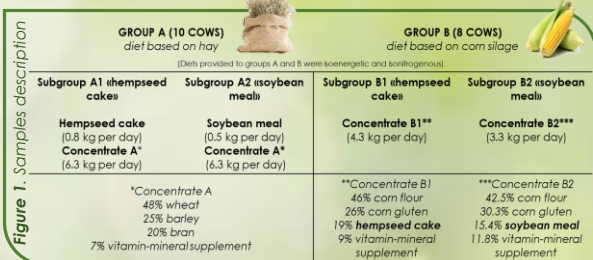 Figure 1. Samples description
GROUP A (10 COWS)
diet based on hay
GROUP B (8 COWS)
diet based on corn silage
(Diets provided to groups A and B were isoenergetic and isonitrogenous)
Subgroup A1 «hempseed
cake»
Hempseed cake
(0.8 kg per day)
Concentrate A*
(6.3 kg per day)
Subgroup A2 «soybean
meal»
Soybean meal
(0.5 kg per day)
Concentrate A*
(6.3 kg per day)
Subgroup B1 «hempseed
cake»
Concentrate B1**
(4.3 kg per day)
Subgroup B2 «soybean
meal»
Concentrate B2***
(3.3 kg per day)
*Concentrate A
48% wheat
25% barley
20% bran
7% vitamin-mineral supplement
**Concentrate B1
46% corn flour
26% corn gluten
19% hempseed cake
9% vitamin-mineral
supplement
***Concentrate B2
42.5% corn flour
30.3% corn gluten
15.4% soybean meal
11.8% vitamin-mineral
supplement